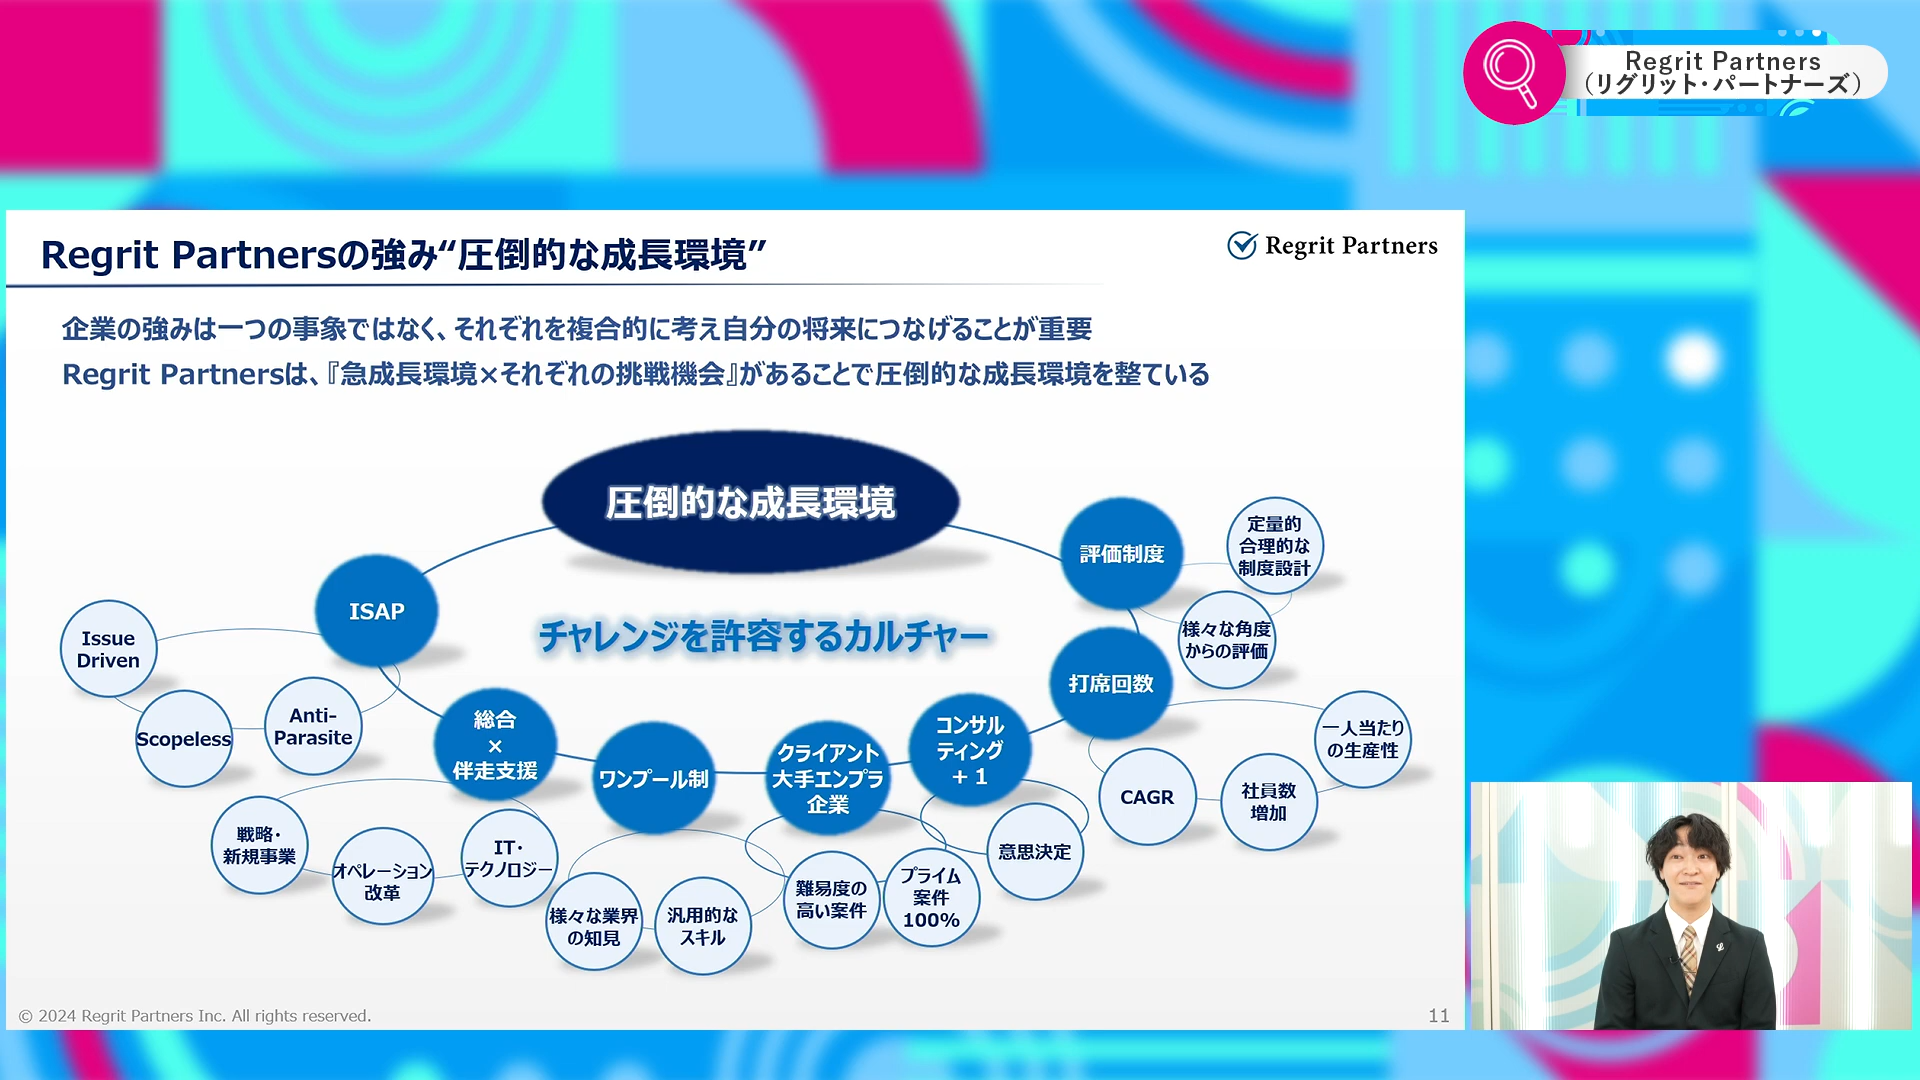 Regrit Partners
（リグリット・パートナーズ）
Regrit Partnersの強み“圧倒的な成長環境”
Regrit Partners
企業の強みは一つの事象ではなく、それぞれを複合的に考え自分の将来につなげることが重要
Regrit Partnersは、『急成長環境×それぞれの挑戦機会』があることで圧倒的な成長環境を整ている
圧倒的な成長環境
チャレンジを許容するカルチャー
ISAP
Issue
Driven
Scopeless
Anti-
Parasite
総合
×
伴走支援
戦略・
新規事業
オペレーション
改革
IT・
テクノロジー
ワンプール制
様々な業界
の知見
汎用的な
スキル
クライアント
大手エンプラ
企業
難易度の
高い案件
プライム
案件
100%
コンサル
ティング
＋１
意思決定
打席回数
CAGR
社員数
増加
一人当たり
の生産性
評価制度
定量的
合理的な
制度設計
様々な角度
からの評価
© 2024 Regrit Partners Inc. All rights reserved.
11